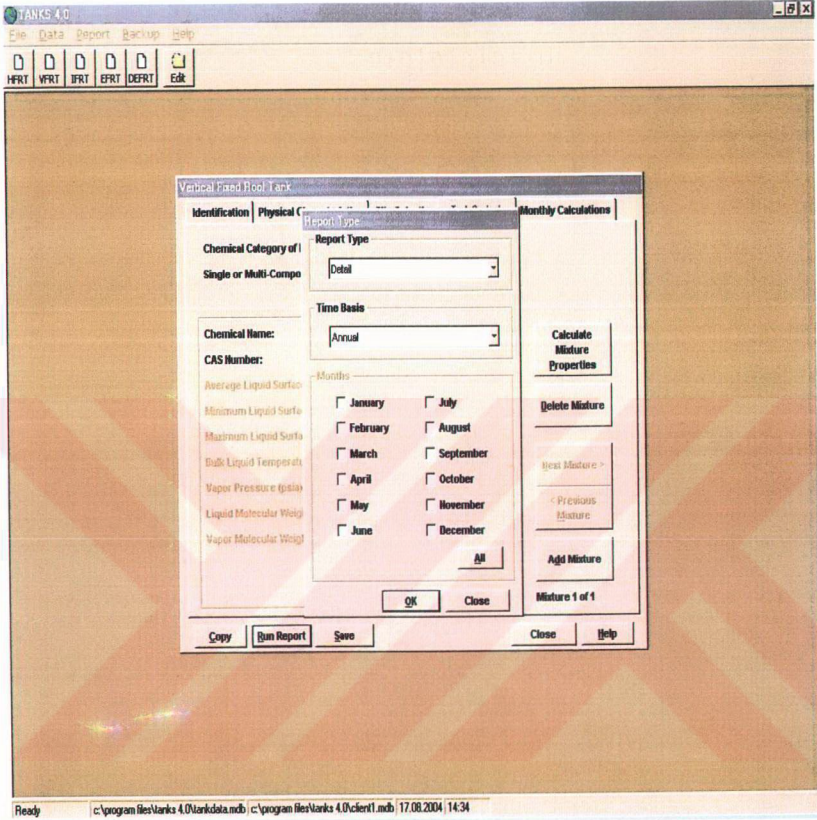 TANKS 4.0
File Data Report Backup Help
HFRT VFRT IFRT EFRT DEFRT Edit
Vertical Fixed Roof Tank
Identification Physical Monthly Calculations
Report Type
Chemical Category of
Report Type
Single or Multi-Compo
Detail
Time Basis
Annual
Chemical Name:
CAS Number:
Average Liquid Surfac
Minimum Liquid Surfa
Maximum Liquid Surfa
Bulk Liquid Temperatu
Vapor Pressure (psia)
Liquid Molecular Weig
Vapor Molecular Weig
Months
January July
February August
March September
April October
May November
June December
All
OK Close
Calculate
Mixture
Properties
Delete Mixture
Next Mixture >
< Previous
Mixture
Add Mixture
Mixture 1 of 1
Copy Run Report Save Close Help
Ready c:\program files\tanks 4.0\tankdata.mdb c:\program files\tanks 4.0\client1.mdb 17.08.2004 14:34